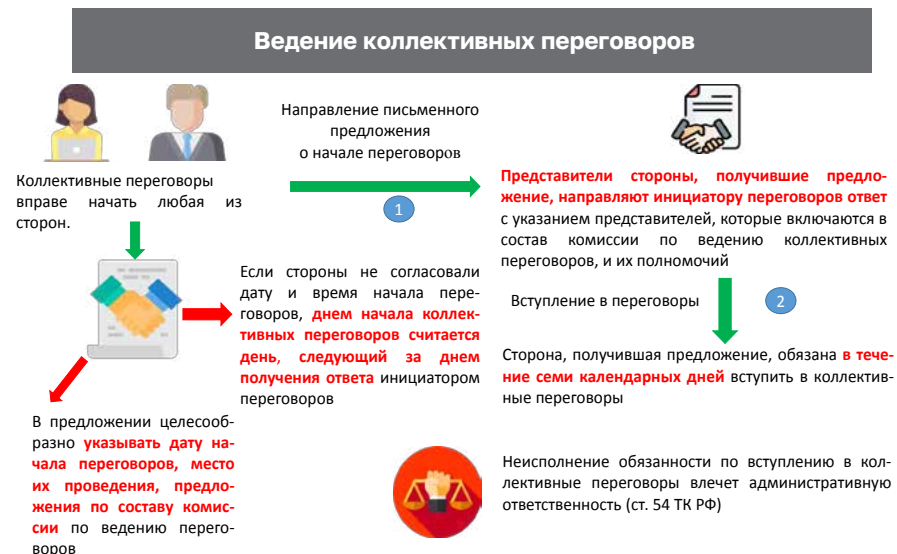 Ведение коллективных переговоров
Коллективные переговоры
вправе начать любая из
сторон.
Направление письменного
предложения
о начале переговоров
1
Представители стороны, получившие предло-
жение, направляют инициатору переговоров ответ
с указанием представителей, которые включаются в
состав комиссии по ведению коллективных
переговоров, и их полномочий
Если стороны не согласовали
дату и время начала пере-
говоров, днем начала коллек-
тивных переговоров считается
день, следующий за днем
получения ответа инициатором
переговоров
Вступление в переговоры
2
Сторона, получившая предложение, обязана в тече-
ние семи календарных дней вступить в коллектив-
ные переговоры
В предложении целесооб-
разно указывать дату на-
чала переговоров, место
их проведения, предло-
жения по составу комис-
сии по ведению перего-
воров
Неисполнение обязанности по вступлению в кол-
лективные переговоры влечет административную
ответственность (ст. 54 ТК РФ)